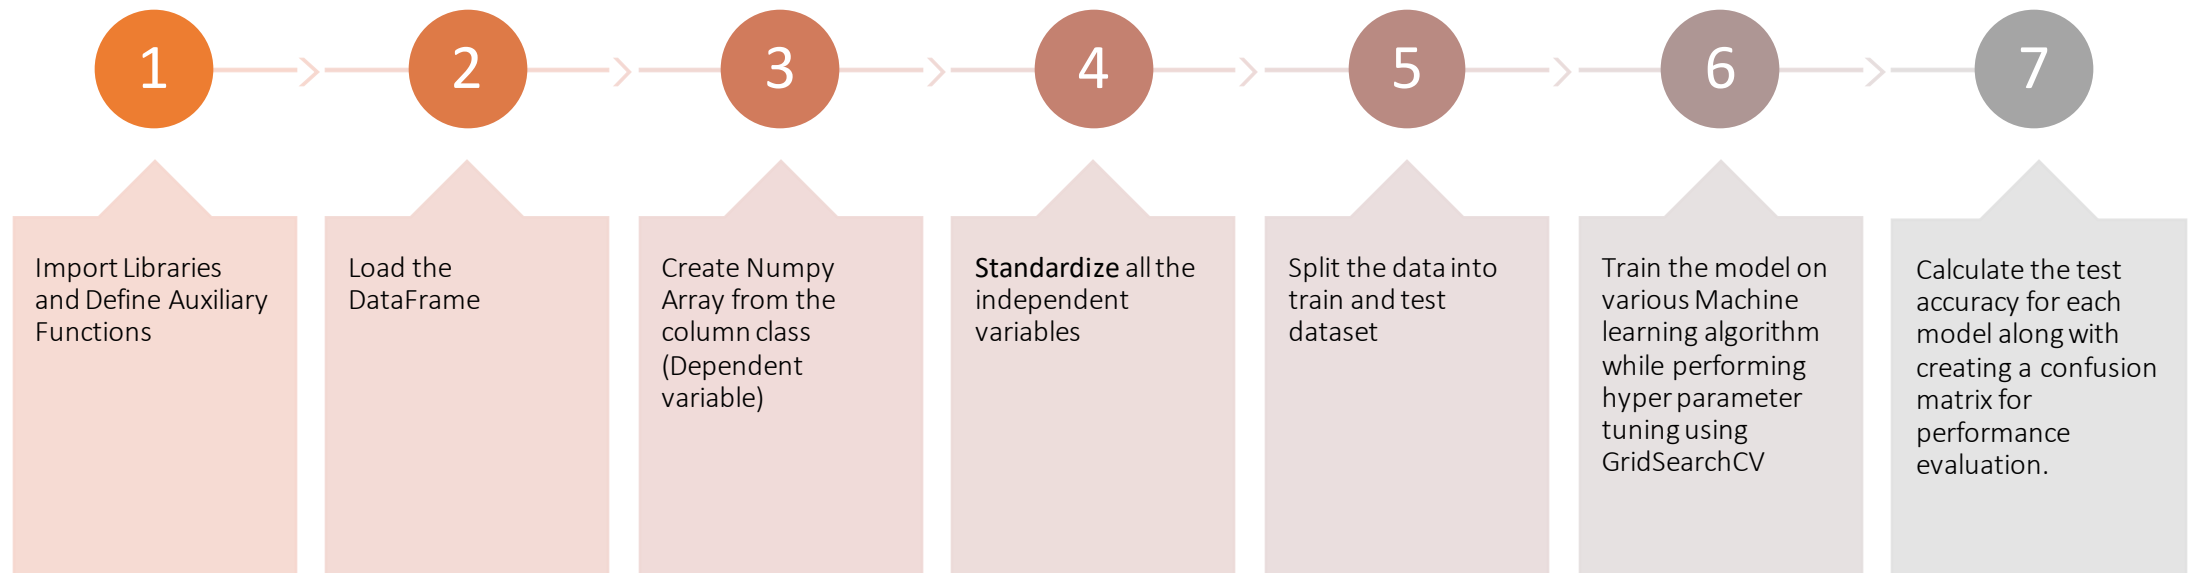 1
2
3
4
5
6
7
Import Libraries
and Define Auxiliary
Functions
Load the
DataFrame
Create Numpy
Array from the
column class
(Dependent
variable)
Standardize all the
independent
variables
Split the data into
train and test
dataset
Train the model on
various Machine
learning algorithm
while performing
hyper parameter
tuning using
GridSearchCV
Calculate the test
accuracy for each
model along with
creating a confusion
matrix for
performance
evaluation.